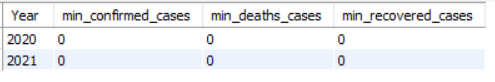 Year min_confirmed_cases min_deaths_cases min_recovered_cases
2020 0 0 0
2021 0 0 0